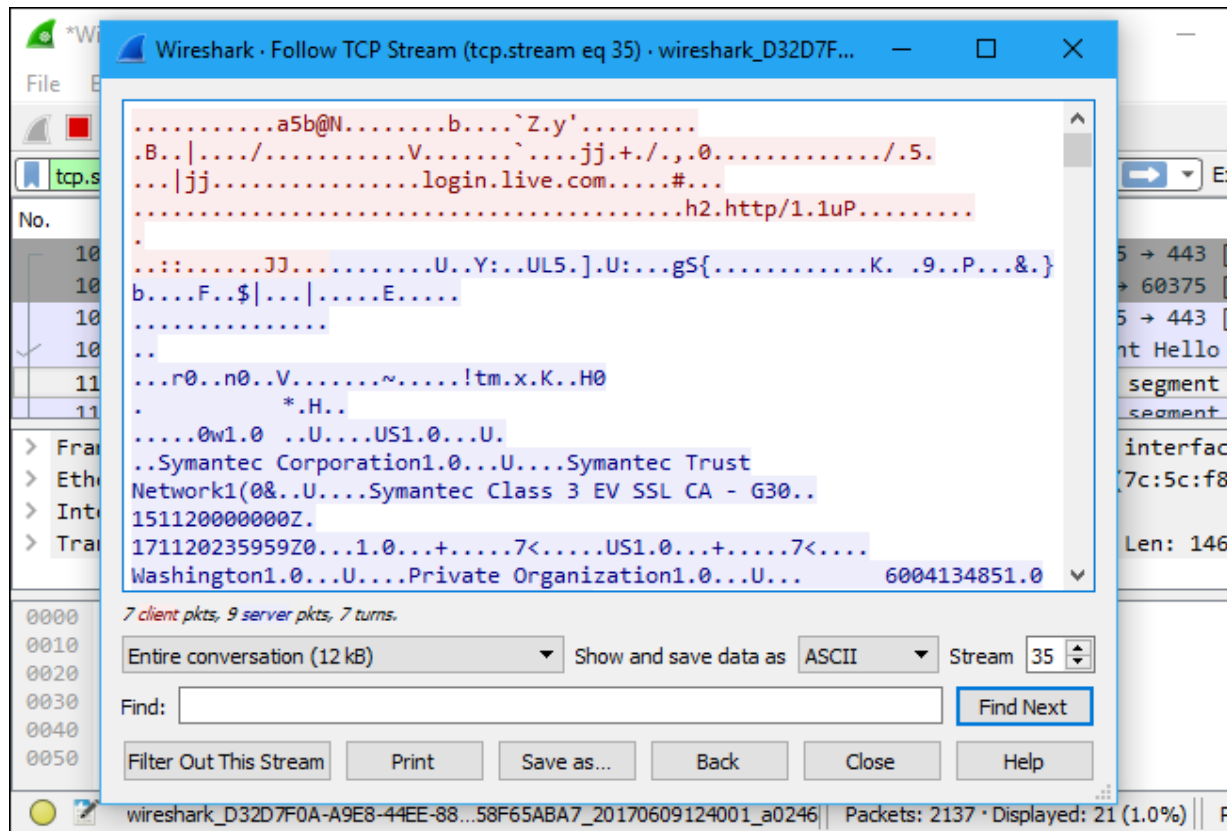 *Wi
Wireshark · Follow TCP Stream (tcp.stream eq 35) · wireshark_D32D7F...
File
tcp.s
No.
10
10
10
10
11
11
5 → 443 [
→ 60375 [
5 → 443 [
nt Hello
segment
segment
...........a5b@N........b....`Z.y'.........
.B..|..../...........V.......`....jj.+./.,.0............./.5.
...|jj................login.live.com.....#...
..........................................h2.http/1.1uP.........
.
..::......JJ.............U..Y:..UL5.].U:...gS{............K. .9..P...&.}
b....F..$|...|.....E.....
...............
..
...r0..n0..V.......~.....!tm.x.K..H0
. *.H..
.....0w1.0 ..U....US1.0...U.
..Symantec Corporation1.0...U....Symantec Trust
Network1(0&..U....Symantec Class 3 EV SSL CA - G30..
151120000000Z.
171120235959Z0...1.0...+.....7<.....US1.0...+.....7<....
Washington1.0...U....Private Organization1.0...U... 6004134851.0
Fra
Eth
Int
Tra
interfac
(7c:5c:f8
Len: 146
7 client pkts, 9 server pkts, 7 turns.
Entire conversation (12 kB) Show and save data as ASCII Stream 35
Find: Find Next
Filter Out This Stream Print Save as... Back Close Help
0000
0010
0020
0030
0040
0050
wireshark_D32D7F0A-A9E8-44EE-88...58F65ABA7_20170609124001_a0246 Packets: 2137 · Displayed: 21 (1.0%)